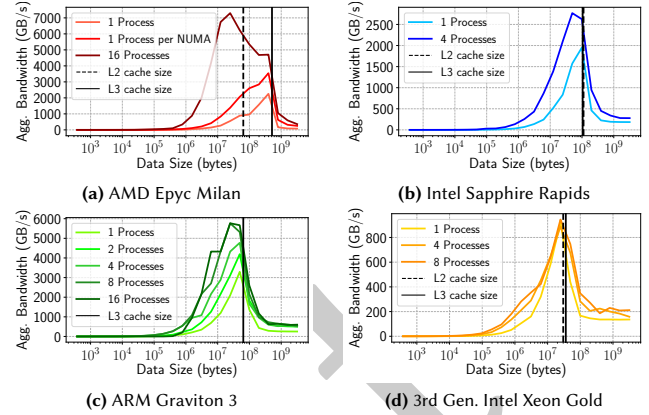 Agg. Bandwidth (GB/s)
7000
6000
5000
4000
3000
2000
1000
0
1 Process
1 Process per NUMA
16 Processes
L2 cache size
L3 cache size
10³ 10⁴ 10⁵ 10⁶ 10⁷ 10⁸ 10⁹
Data Size (bytes)
(a) AMD Epyc Milan
Agg. Bandwidth (GB/s)
2500
2000
1500
1000
500
0
1 Process
4 Processes
L2 cache size
L3 cache size
10³ 10⁴ 10⁵ 10⁶ 10⁷ 10⁸ 10⁹
Data Size (bytes)
(b) Intel Sapphire Rapids
Agg. Bandwidth (GB/s)
6000
5000
4000
3000
2000
1000
0
1 Process
2 Processes
4 Processes
8 Processes
16 Processes
L3 cache size
10³ 10⁴ 10⁵ 10⁶ 10⁷ 10⁸ 10⁹
Data Size (bytes)
(c) ARM Graviton 3
Agg. Bandwidth (GB/s)
800
600
400
200
0
1 Process
4 Processes
8 Processes
L2 cache size
L3 cache size
10³ 10⁴ 10⁵ 10⁶ 10⁷ 10⁸ 10⁹
Data Size (bytes)
(d) 3rd Gen. Intel Xeon Gold